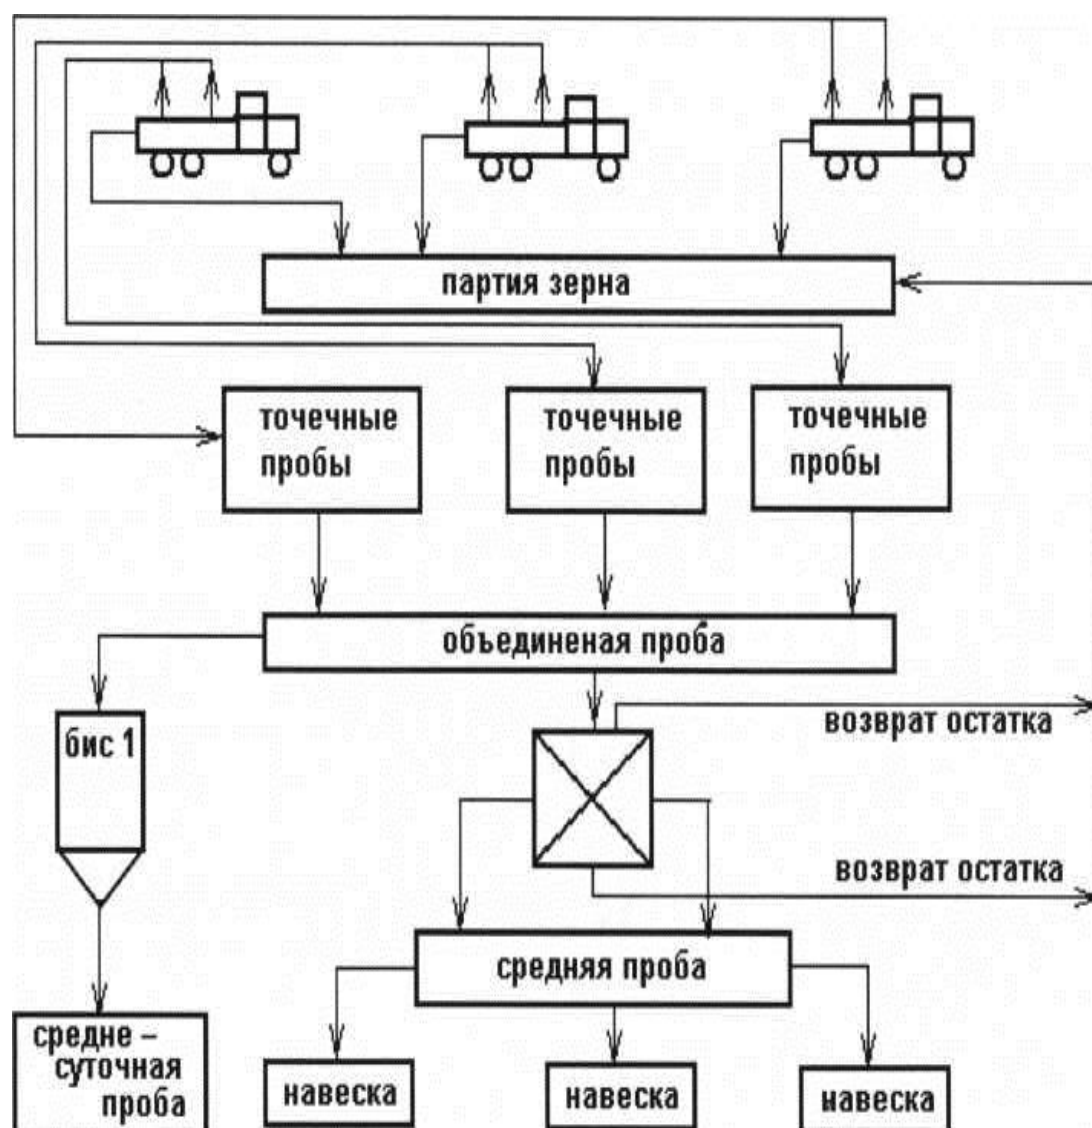 партия зерна
точечные
пробы
точечные
пробы
точечные
пробы
объединеная проба
бис 1
возврат остатка
возврат остатка
средняя проба
средне –
суточная
проба
навеска
навеска
навеска